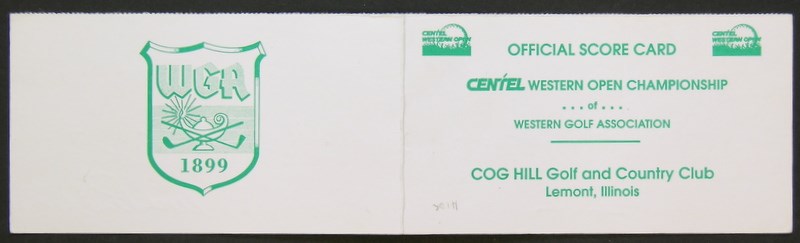 WGA
1899
CENTEL
WESTERN OPEN
CENTEL
WESTERN OPEN
OFFICIAL SCORE CARD
CENTEL WESTERN OPEN CHAMPIONSHIP
... of ...
WESTERN GOLF ASSOCIATION
COG HILL Golf and Country Club
Lemont, Illinois